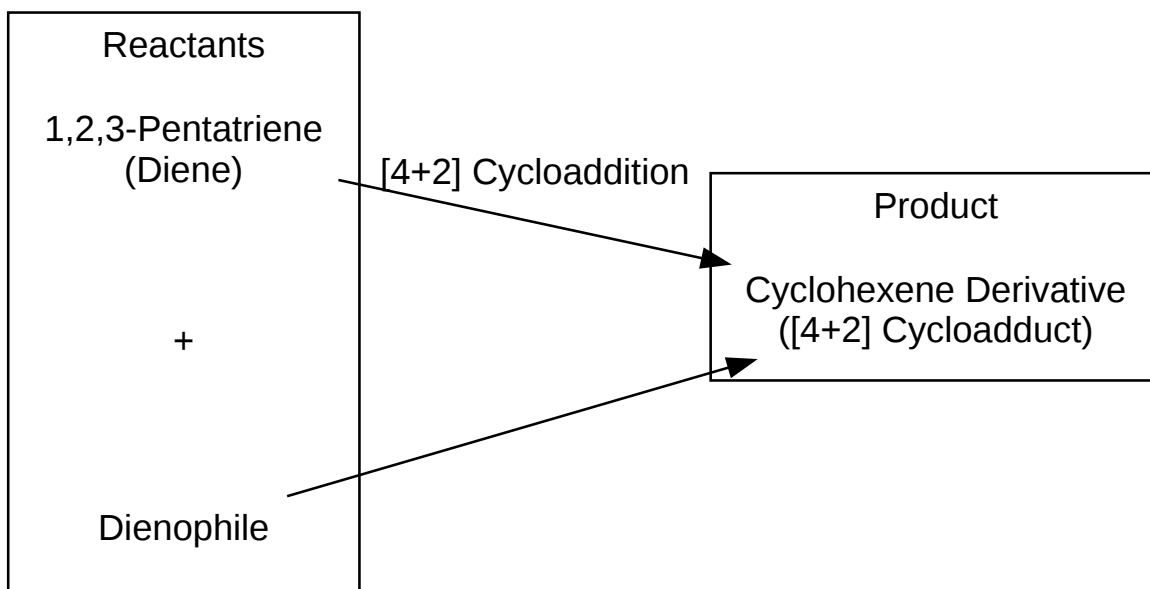 Reactants
1,2,3-Pentatriene
(Diene)
+
Dienophile
[4+2] Cycloaddition
Product
Cyclohexene Derivative
([4+2] Cycloadduct)